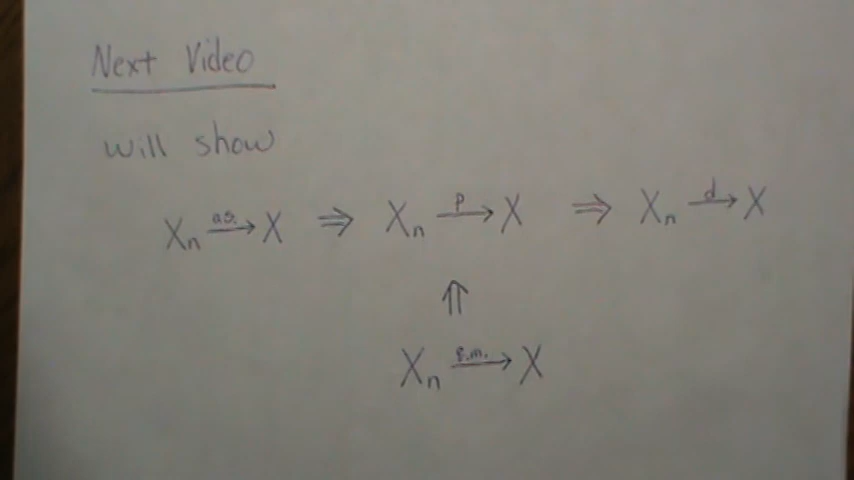 Next Video
will show
Xn a.s.→ X ⇒ Xn p→ X ⇒ Xn d→ X
⇑
Xn → X